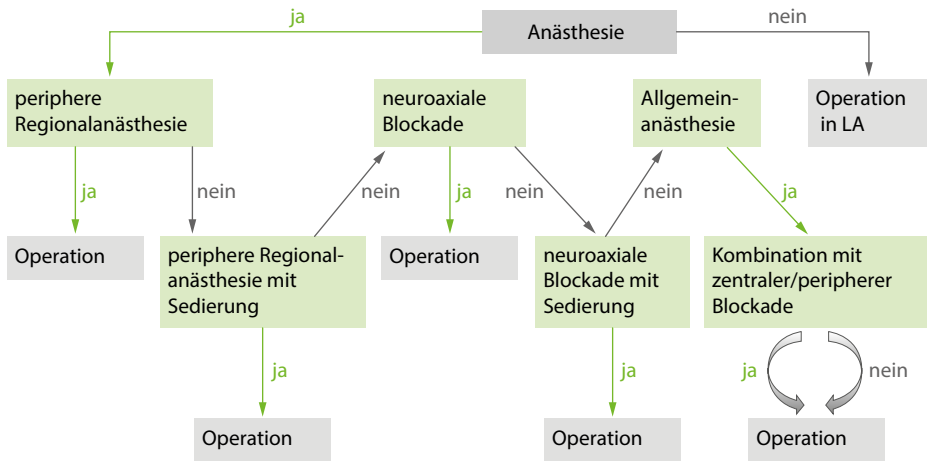 ja
Anästhesie
nein
periphere
Regionalanästhesie
neuroaxiale
Blockade
Allgemein-
anästhesie
Operation
in LA
ja
nein
nein
ja
nein
nein
ja
Operation
periphere Regional-
anästhesie mit
Sedierung
Operation
neuroaxiale
Blockade mit
Sedierung
Kombination mit
zentraler/peripherer
Blockade
ja
ja
ja
nein
Operation
Operation
Operation